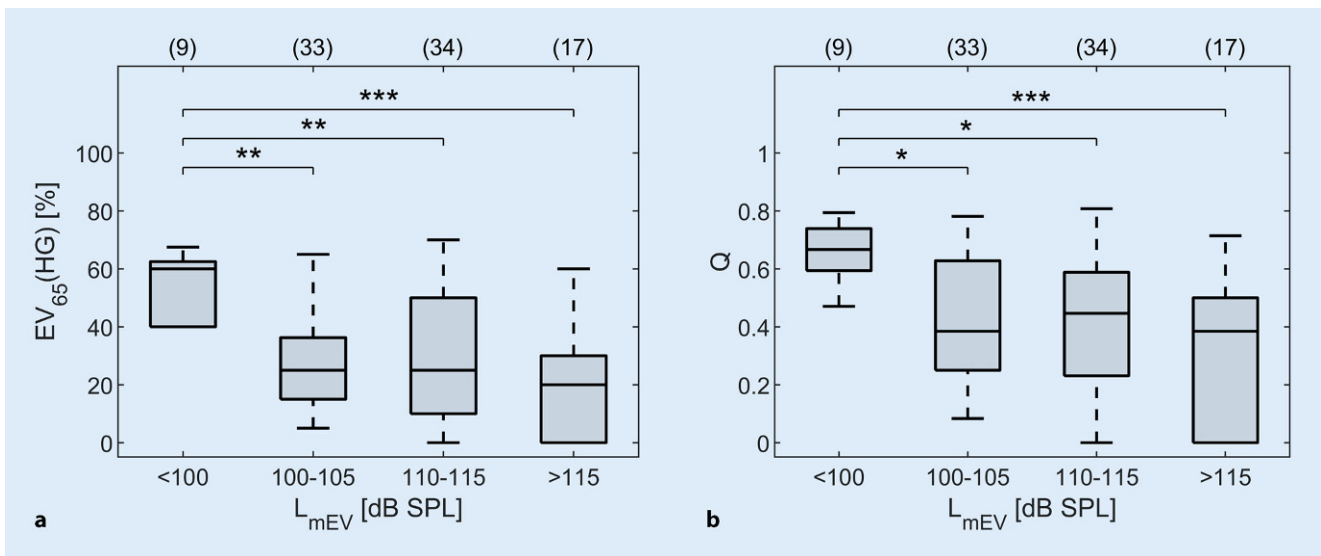 (9) (33) (34) (17)
***
**
**
100
80
60
40
20
0
EV65(HG) [%]
<100 100-105 110-115 >115
LmEV [dB SPL]
a
(9) (33) (34) (17)
***
*
*
1
0.8
0.6
0.4
0.2
0
Q
<100 100-105 110-115 >115
LmEV [dB SPL]
b